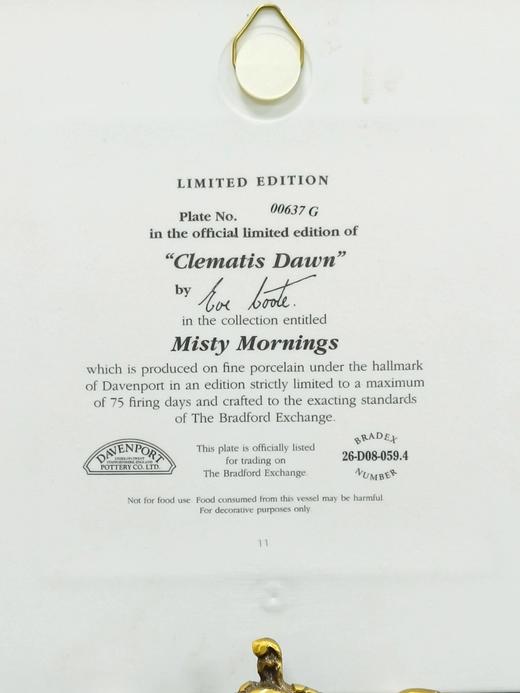 LIMITED EDITION
Plate No. 00637 G
in the official limited edition of
“Clematis Dawn”
by Eve Coote.
in the collection entitled
Misty Mornings
which is produced on fine porcelain under the hallmark
of Davenport in an edition strictly limited to a maximum
of 75 firing days and crafted to the exacting standards
of The Bradford Exchange.
DAVENPORT
POTTERY CO. LTD.
This plate is officially listed
for trading on
The Bradford Exchange
BRADEX
26-D08-059.4
NUMBER
Not for food use. Food consumed from this vessel may be harmful.
For decorative purposes only.
11